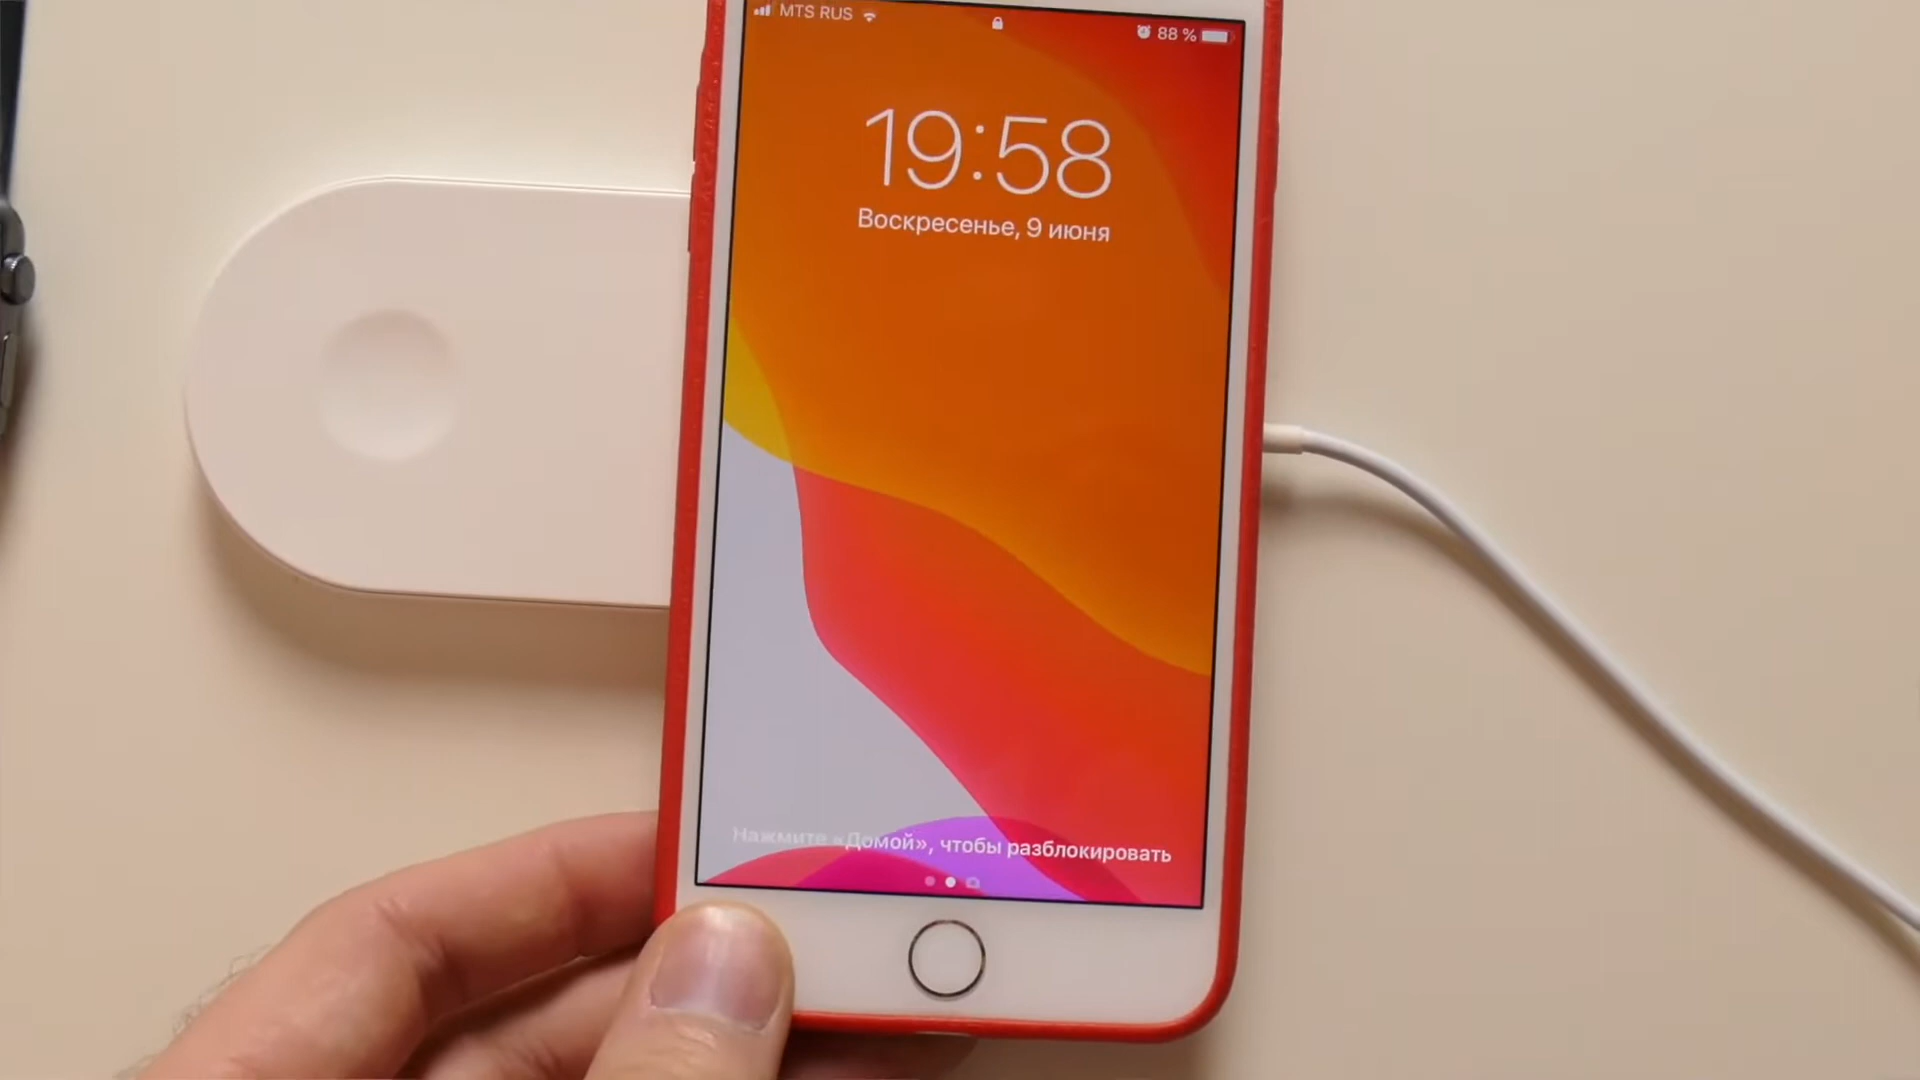 MTS RUS
88 %
19:58
Воскресенье, 9 июня
Нажмите «Домой», чтобы разблокировать